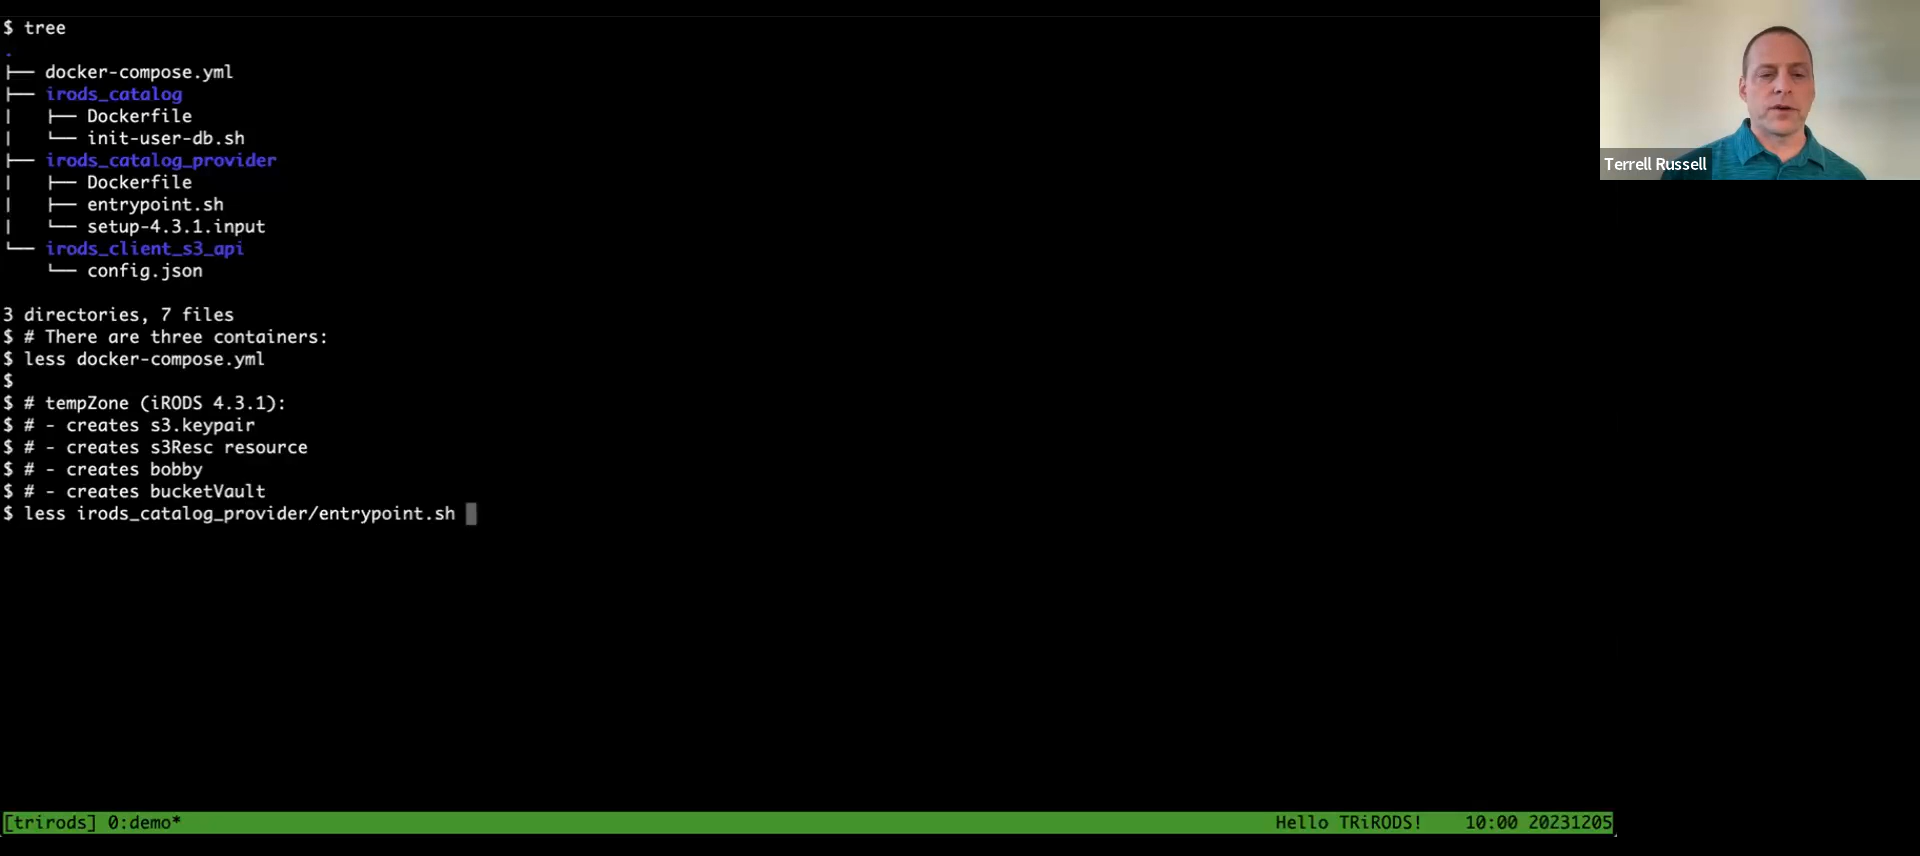 $ tree
.
├── docker-compose.yml
├── irods_catalog
│   ├── Dockerfile
│   └── init-user-db.sh
├── irods_catalog_provider
│   ├── Dockerfile
│   ├── entrypoint.sh
│   └── setup-4.3.1.input
└── irods_client_s3_api
    └── config.json

3 directories, 7 files
$ # There are three containers:
$ less docker-compose.yml
$
$ # tempZone (iRODS 4.3.1):
$ # - creates s3.keypair
$ # - creates s3Resc resource
$ # - creates bobby
$ # - creates bucketVault
$ less irods_catalog_provider/entrypoint.sh
Terrell Russell
[trirods] 0:demo* Hello TRiRODS! 10:00 20231205